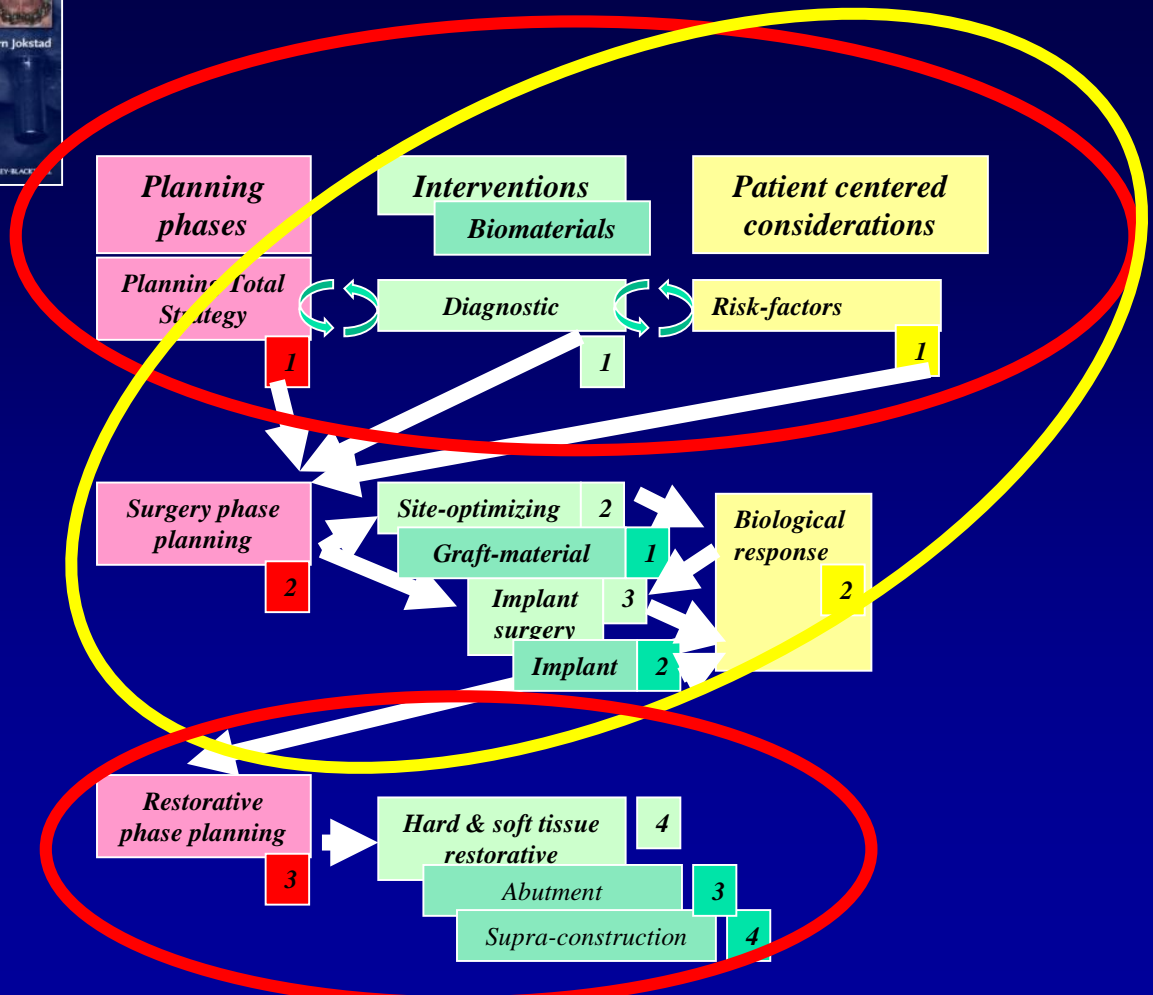 rn Jokstad
Planning
phases
Interventions
Biomaterials
Patient centered
considerations
Planning Total
Strategy
1
Diagnostic
1
Risk-factors
1
Surgery phase
planning
2
Site-optimizing 2
Graft-material 1
Implant
surgery
3
Implant 2
Biological
response
2
Restorative
phase planning
3
Hard & soft tissue
restorative
4
Abutment 3
Supra-construction 4